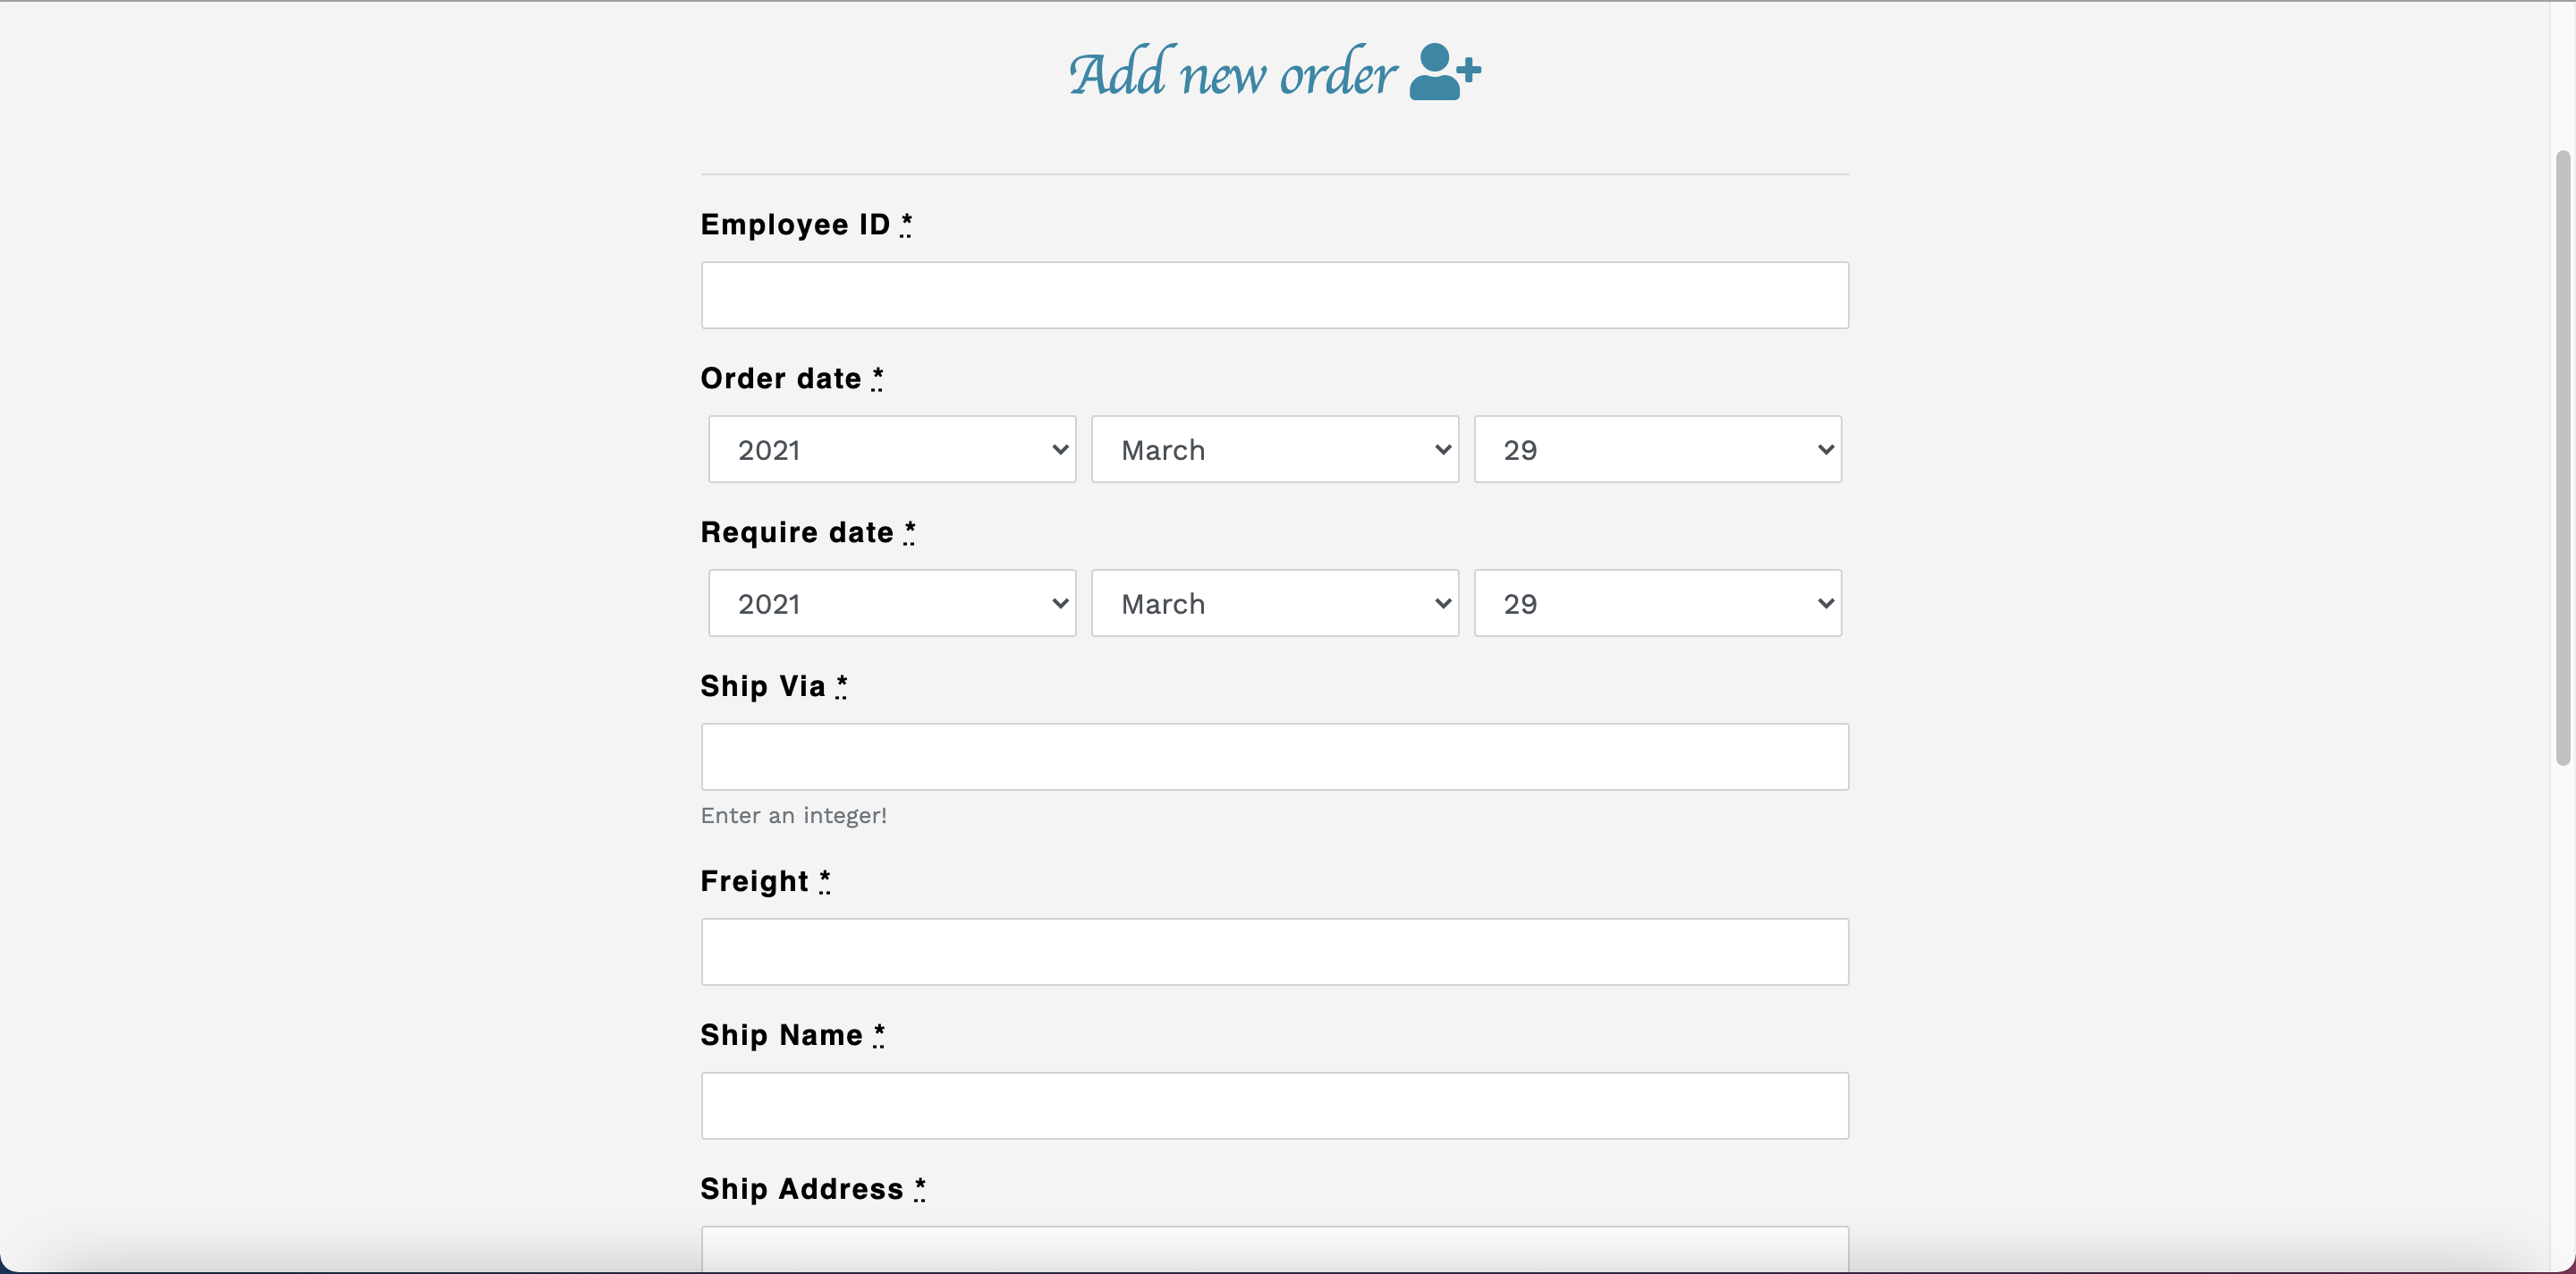 Add new order
Employee ID *
Order date *
2021 March 29
Require date *
2021 March 29
Ship Via *
Enter an integer!
Freight *
Ship Name *
Ship Address *